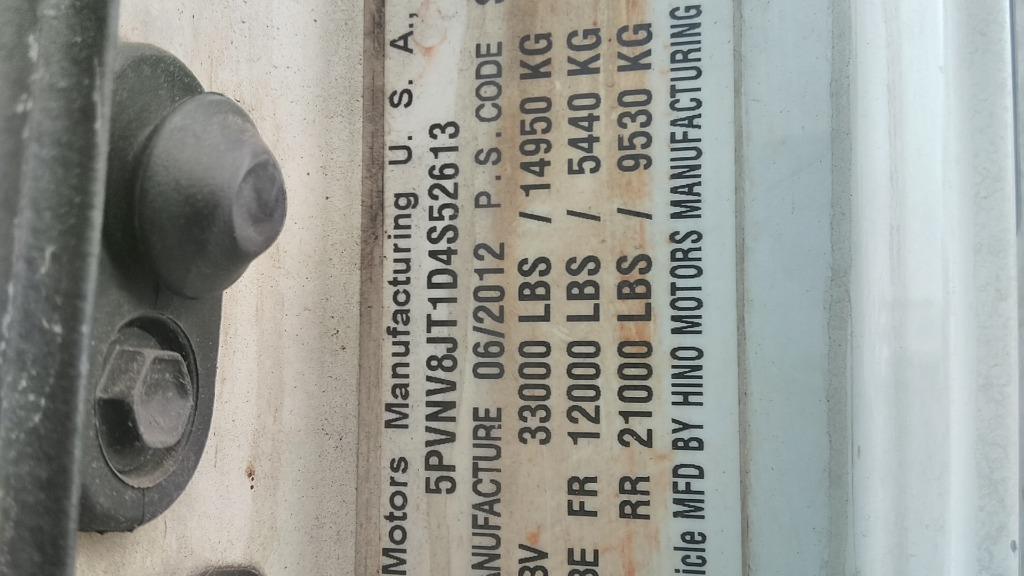 Motors Manufacturing U. S. A.,
5PVNV8JT1D4S52613
ANUFACTURE 06/2012 P.S.CODE
BV 33000 LBS / 14950 KG
BE FR 12000 LBS / 5440 KG
RR 21000 LBS / 9530 KG
icle MFD BY HINO MOTORS MANUFACTURING